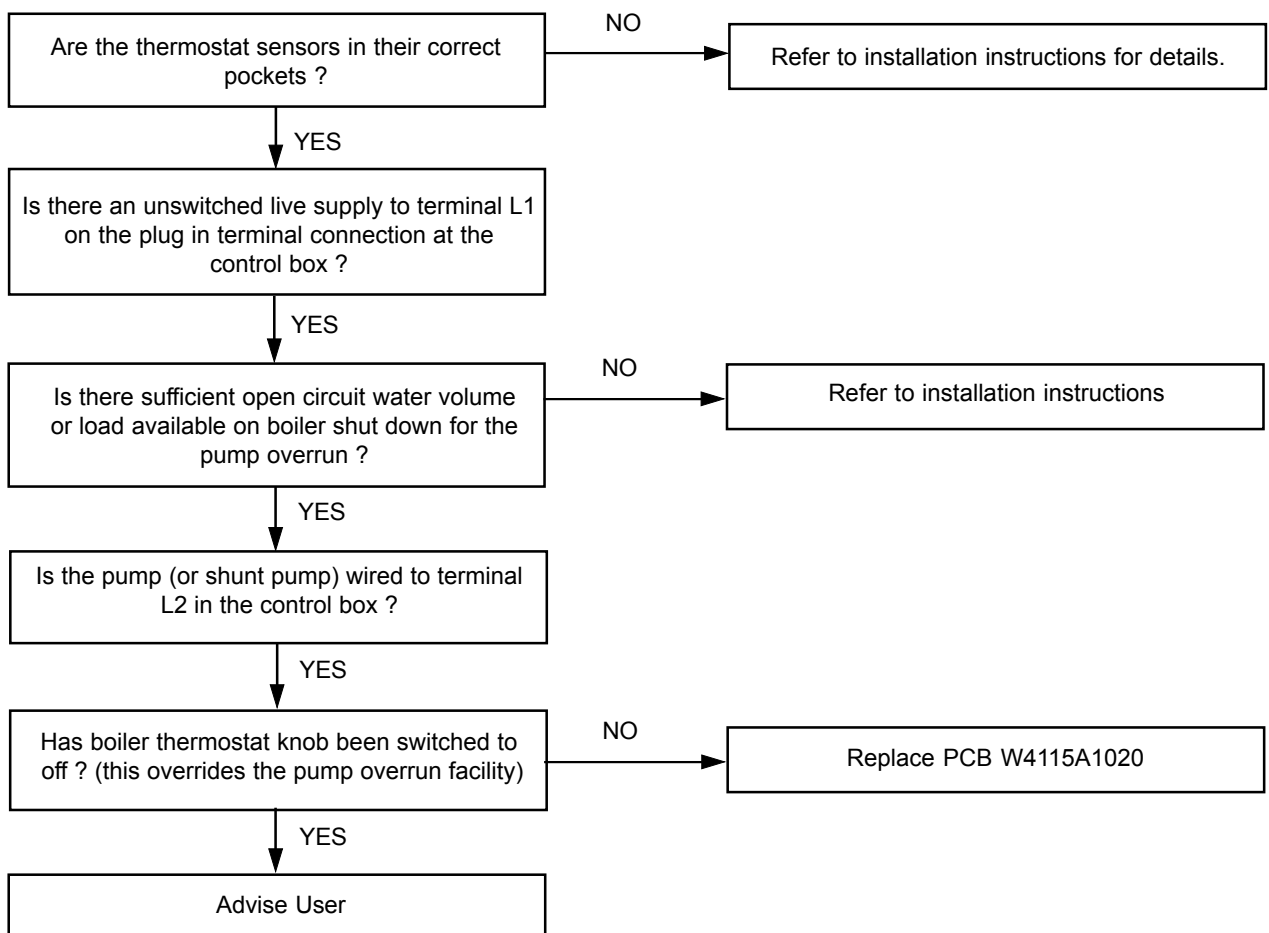 Are the thermostat sensors in their correct
pockets ?
NO
Refer to installation instructions for details.
YES
Is there an unswitched live supply to terminal L1
on the plug in terminal connection at the
control box ?
YES
Is there sufficient open circuit water volume
or load available on boiler shut down for the
pump overrun ?
NO
Refer to installation instructions
YES
Is the pump (or shunt pump) wired to terminal
L2 in the control box ?
YES
Has boiler thermostat knob been switched to
off ? (this overrides the pump overrun facility)
NO
Replace PCB W4115A1020
YES
Advise User